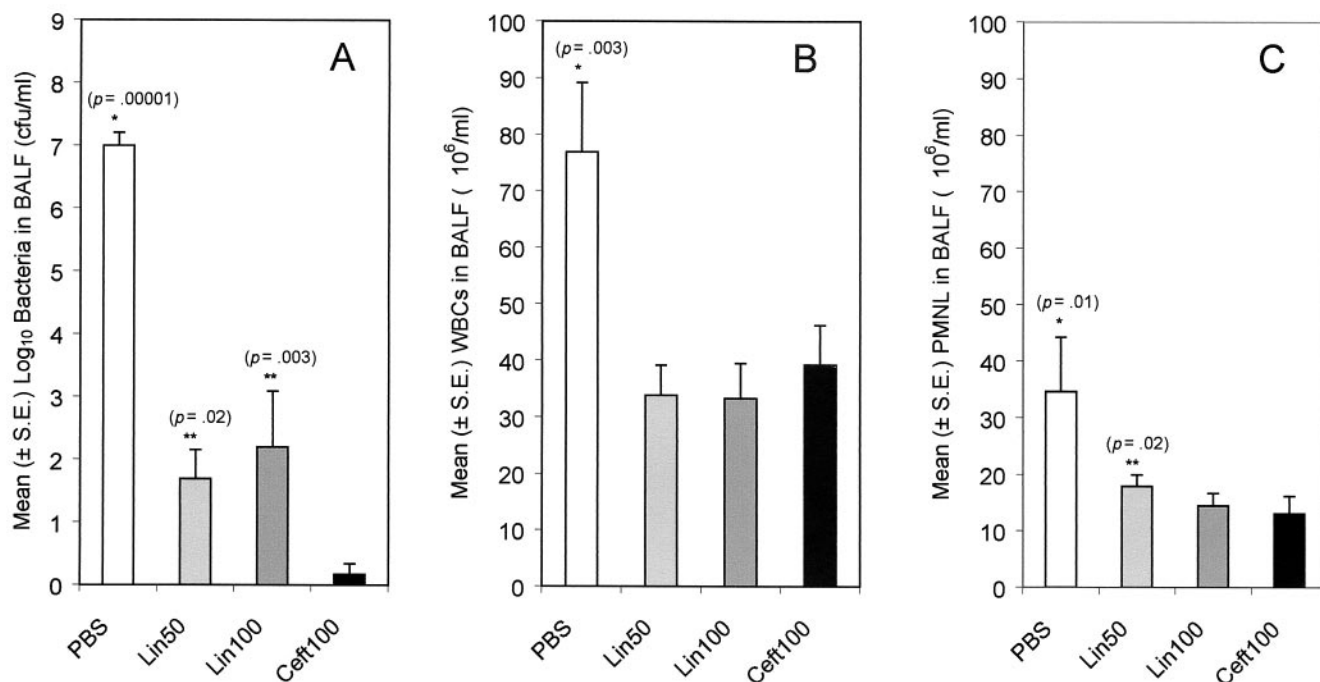 A
Mean (± S.E.) Log10 Bacteria in BALF (cfu/ml)
9
8
7
6
5
4
3
2
1
0
(p = .00001)
*
(p = .02)
**
(p = .003)
**
PBS
Lin50
Lin100
Ceft100
B
Mean (± S.E.) WBCs in BALF ( 10^6/ml)
100
90
80
70
60
50
40
30
20
10
0
(p = .003)
*
PBS
Lin50
Lin100
Ceft100
C
Mean (± S.E.) PMNL in BALF ( 10^6/ml)
100
90
80
70
60
50
40
30
20
10
0
(p = .01)
*
(p = .02)
**
PBS
Lin50
Lin100
Ceft100